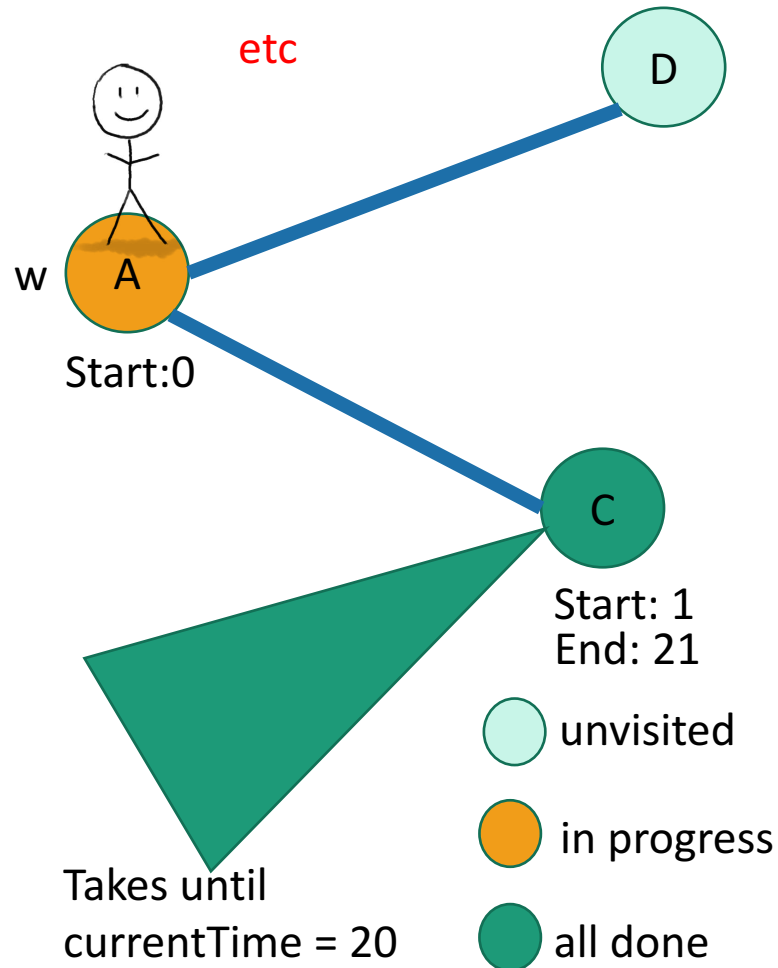 etc
D
w
A
Start:0
C
Start: 1
End: 21
unvisited
in progress
Takes until
currentTime = 20
all done